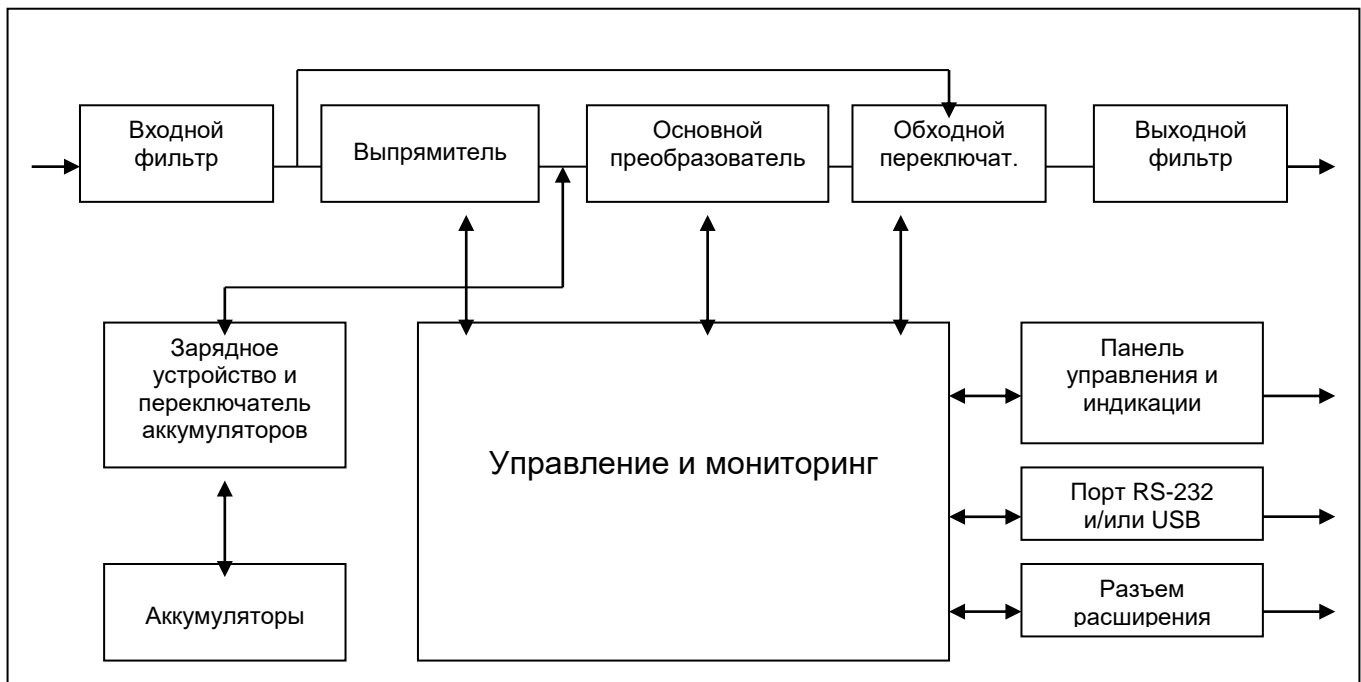 Входной
фильтр
Выпрямитель
Основной
преобразователь
Обходной
переключат.
Выходной
фильтр
Зарядное
устройство и
переключатель
аккумуляторов
Управление и мониторинг
Панель
управления и
индикации
Порт RS-232
и/или USB
Аккумуляторы
Разъем
расширения